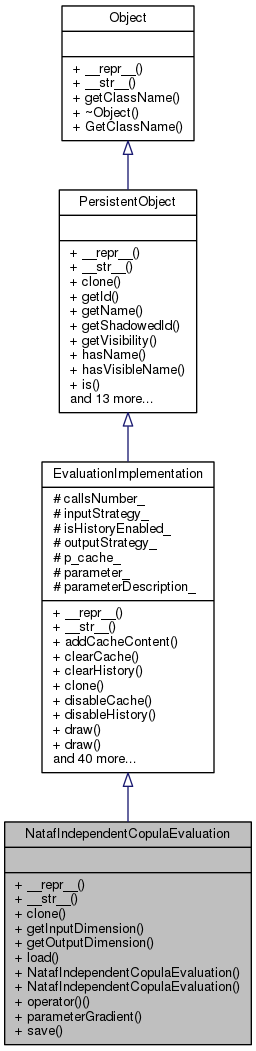 Object
+ __repr__()
+ __str__()
+ getClassName()
+ ~Object()
+ GetClassName()
PersistentObject
+ __repr__()
+ __str__()
+ clone()
+ getId()
+ getName()
+ getShadowedId()
+ getVisibility()
+ hasName()
+ hasVisibleName()
+ is()
and 13 more...
EvaluationImplementation
# callsNumber_
# inputStrategy_
# isHistoryEnabled_
# outputStrategy_
# p_cache_
# parameter_
# parameterDescription_
+ __repr__()
+ __str__()
+ addCacheContent()
+ clearCache()
+ clearHistory()
+ clone()
+ disableCache()
+ disableHistory()
+ draw()
+ draw()
and 40 more...
NatafIndependentCopulaEvaluation
+ __repr__()
+ __str__()
+ clone()
+ getInputDimension()
+ getOutputDimension()
+ load()
+ NatafIndependentCopulaEvaluation()
+ NatafIndependentCopulaEvaluation()
+ operator()()
+ parameterGradient()
+ save()